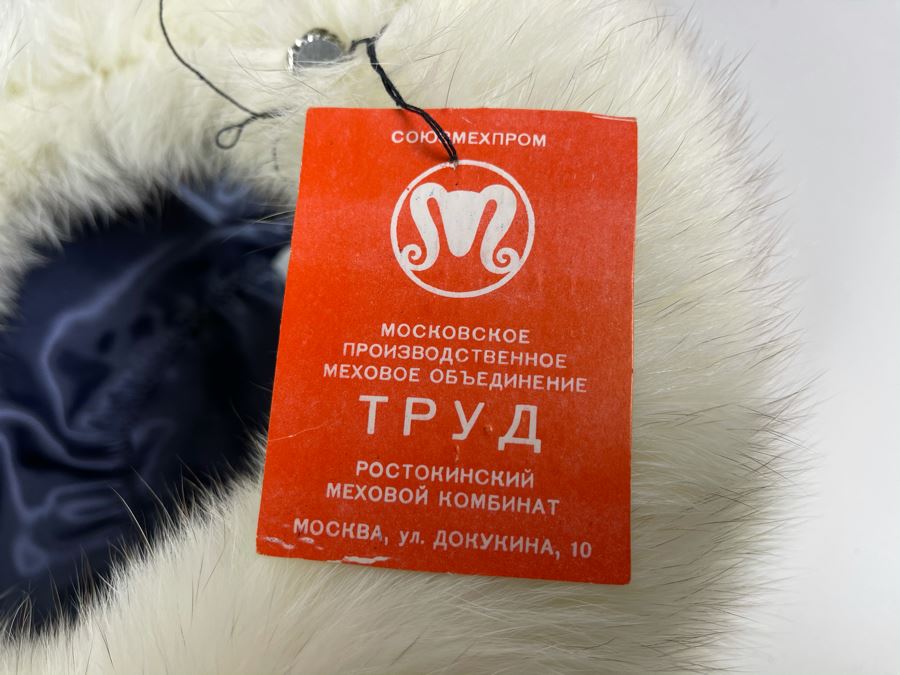 СОЮЗМЕХПРОМ
МОСКОВСКОЕ
ПРОИЗВОДСТВЕННОЕ
МЕХОВОЕ ОБЪЕДИНЕНИЕ
ТРУД
РОСТОКИНСКИЙ
МЕХОВОЙ КОМБИНАТ
МОСКВА, ул. ДОКУКИНА, 10